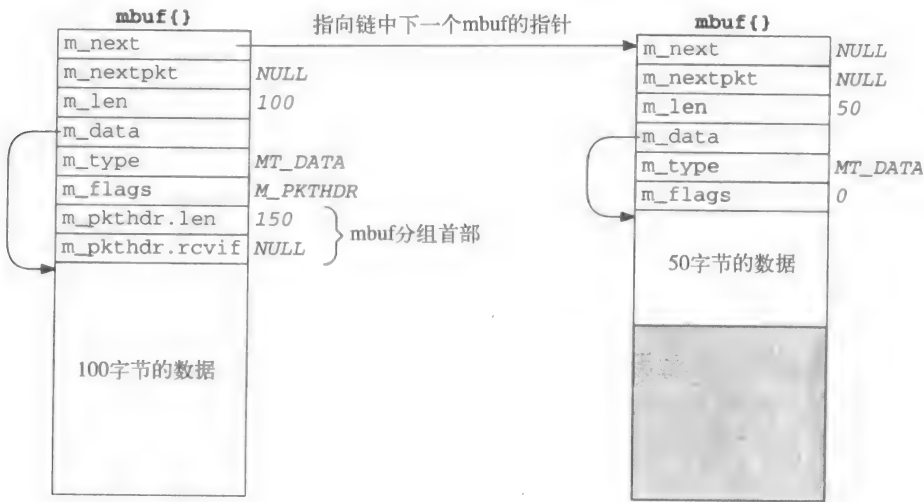 mbuf{}
m_next
m_nextpkt NULL
m_len 100
m_data
m_type MT_DATA
m_flags M_PKTHDR
m_pkthdr.len 150
m_pkthdr.rcvif NULL
mbuf分组首部
100字节的数据
指向链中下一个mbuf的指针
mbuf{}
m_next NULL
m_nextpkt NULL
m_len 50
m_data
m_type MT_DATA
m_flags 0
50字节的数据